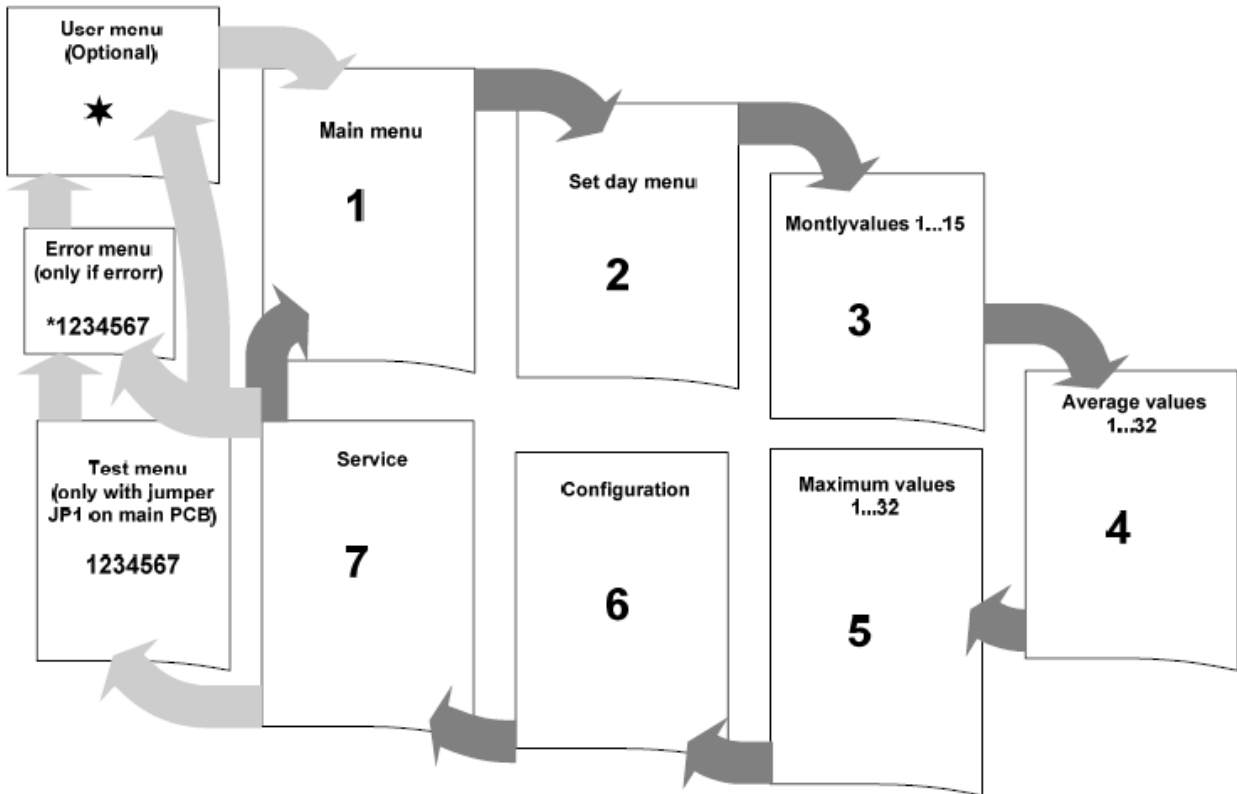 User menu
(Optional)
✶
Main menu
1
Set day menu
2
Montlyvalues 1...15
3
Average values
1...32
4
Maximum values
1...32
5
Configuration
6
Service
7
Test menu
(only with jumper
JP1 on main PCB)
1234567
Error menu
(only if errorr)
*1234567